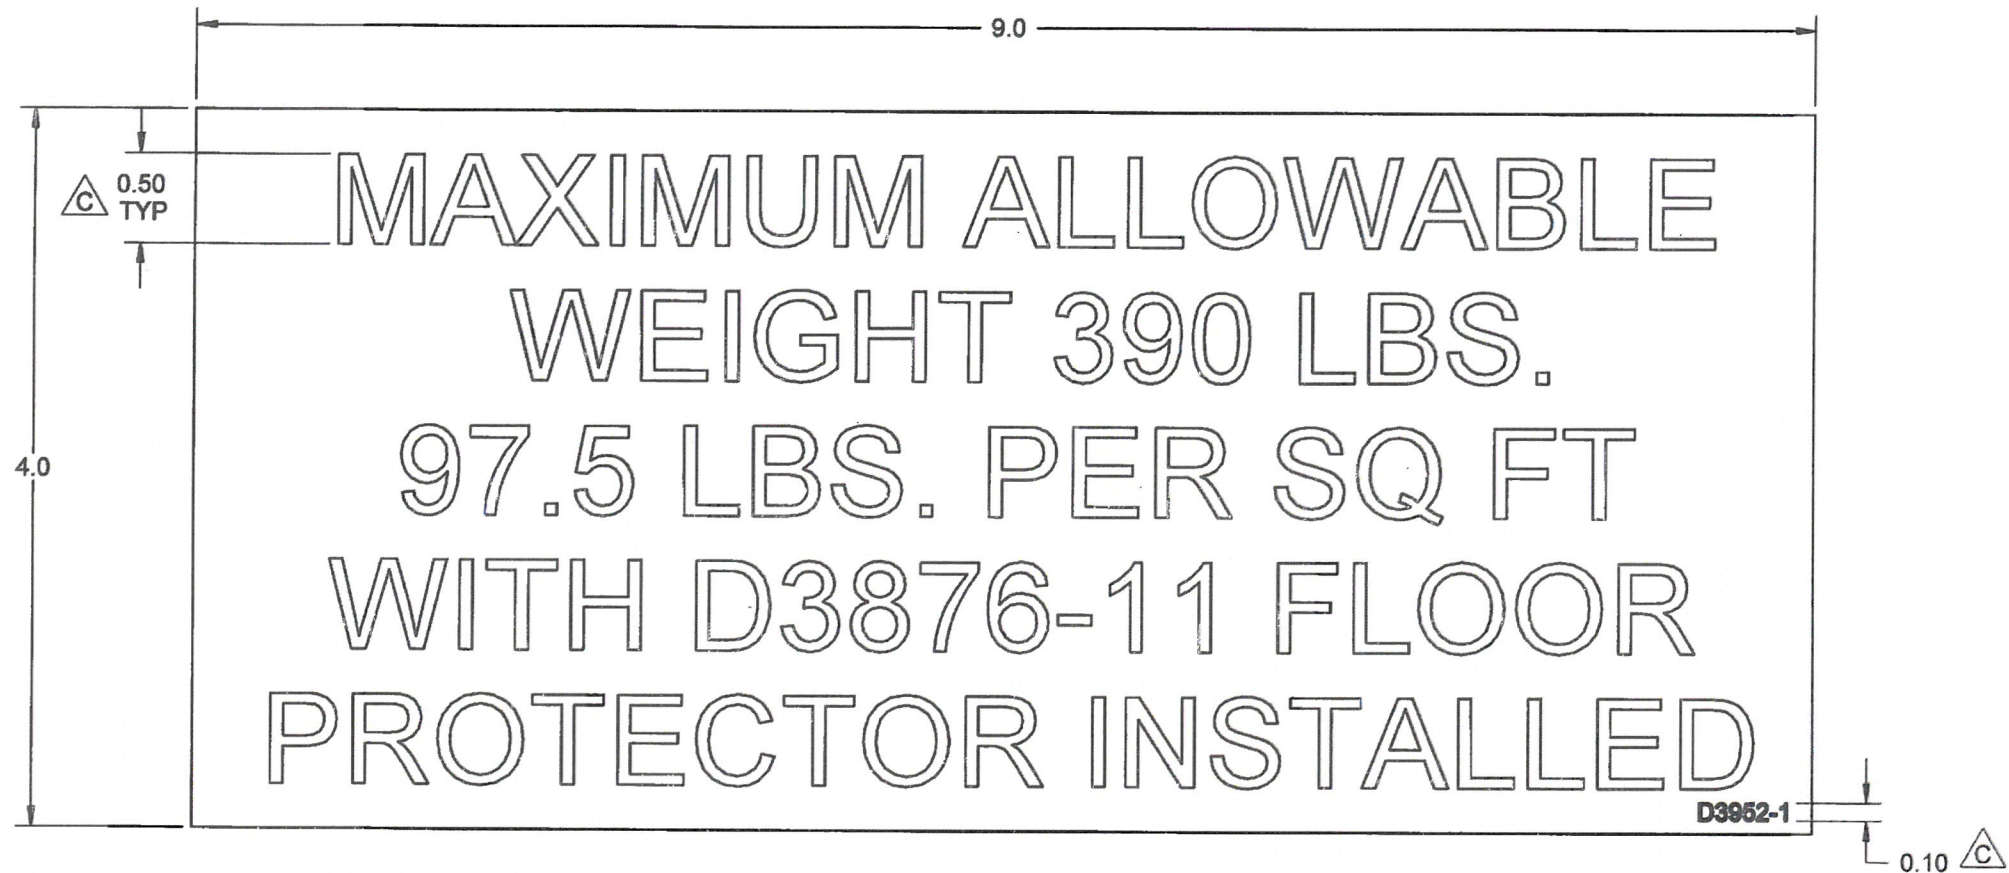 9.0
C 0.50
TYP
4.0
MAXIMUM ALLOWABLE
WEIGHT 390 LBS.
97.5 LBS. PER SQ FT
WITH D3876-11 FLOOR
PROTECTOR INSTALLED
D3952-1
0.10 C